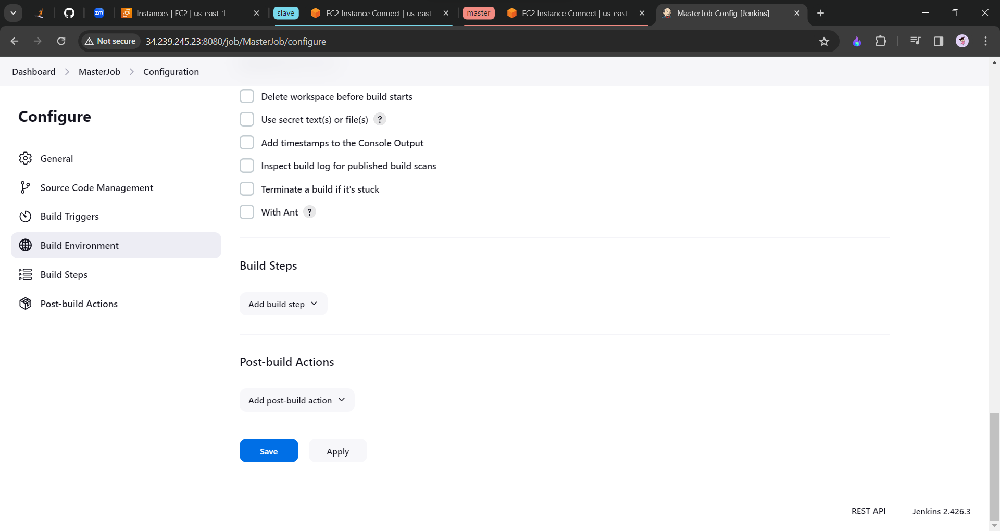 zm
Instances | EC2 | us-east-1
slave
EC2 Instance Connect | us-east-
master
EC2 Instance Connect | us-east-
MasterJob Config [Jenkins]
Not secure
34.239.245.23:8080/job/MasterJob/configure
Dashboard
MasterJob
Configuration
Configure
General
Source Code Management
Build Triggers
Build Environment
Build Steps
Post-build Actions
Delete workspace before build starts
Use secret text(s) or file(s) ?
Add timestamps to the Console Output
Inspect build log for published build scans
Terminate a build if it's stuck
With Ant ?
Build Steps
Add build step
Post-build Actions
Add post-build action
Save
Apply
REST API
Jenkins 2.426.3